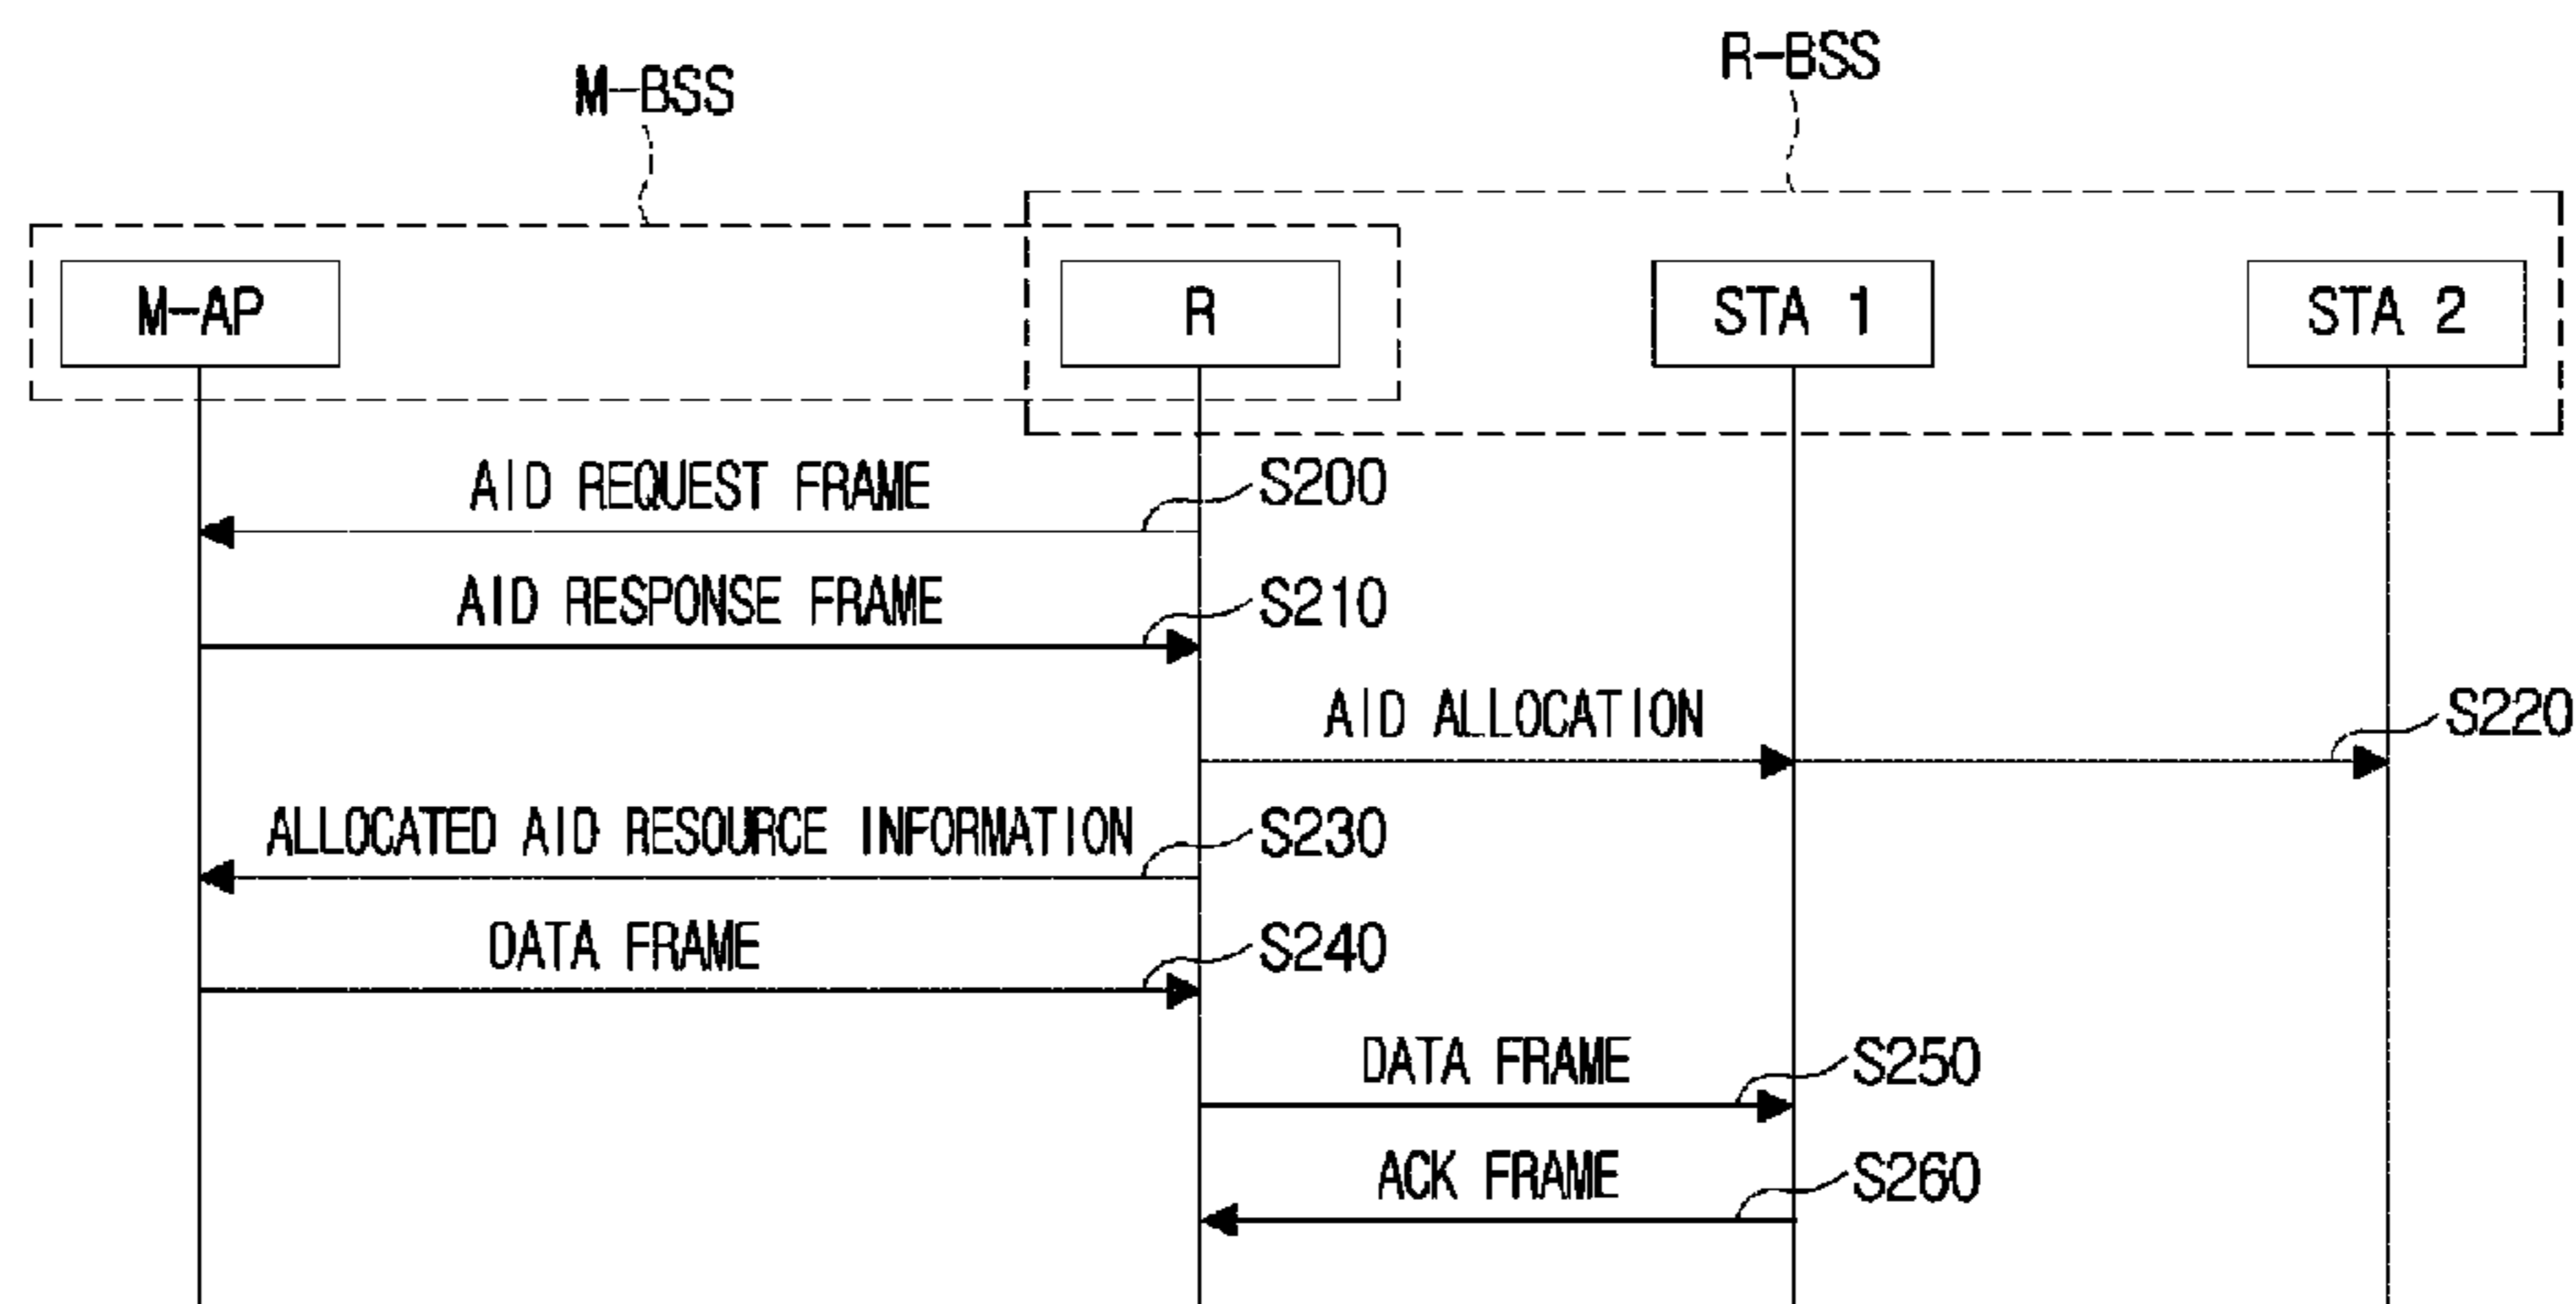 M-BSS
R-BSS
M-AP
R
STA 1
STA 2
AID REQUEST FRAME
S200
AID RESPONSE FRAME
S210
AID ALLOCATION
S220
ALLOCATED AID RESOURCE INFORMATION
S230
DATA FRAME
S240
DATA FRAME
S250
ACK FRAME
S260